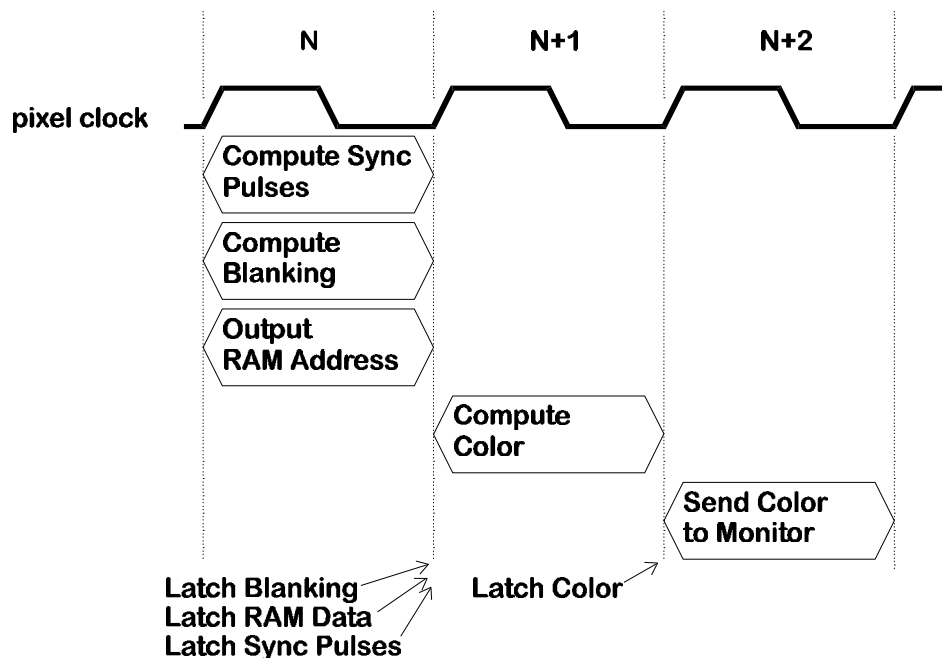 N
N+1
N+2
pixel clock
Compute Sync
Pulses
Compute
Blanking
Output
RAM Address
Compute
Color
Send Color
to Monitor
Latch Blanking
Latch Color
Latch RAM Data
Latch Sync Pulses